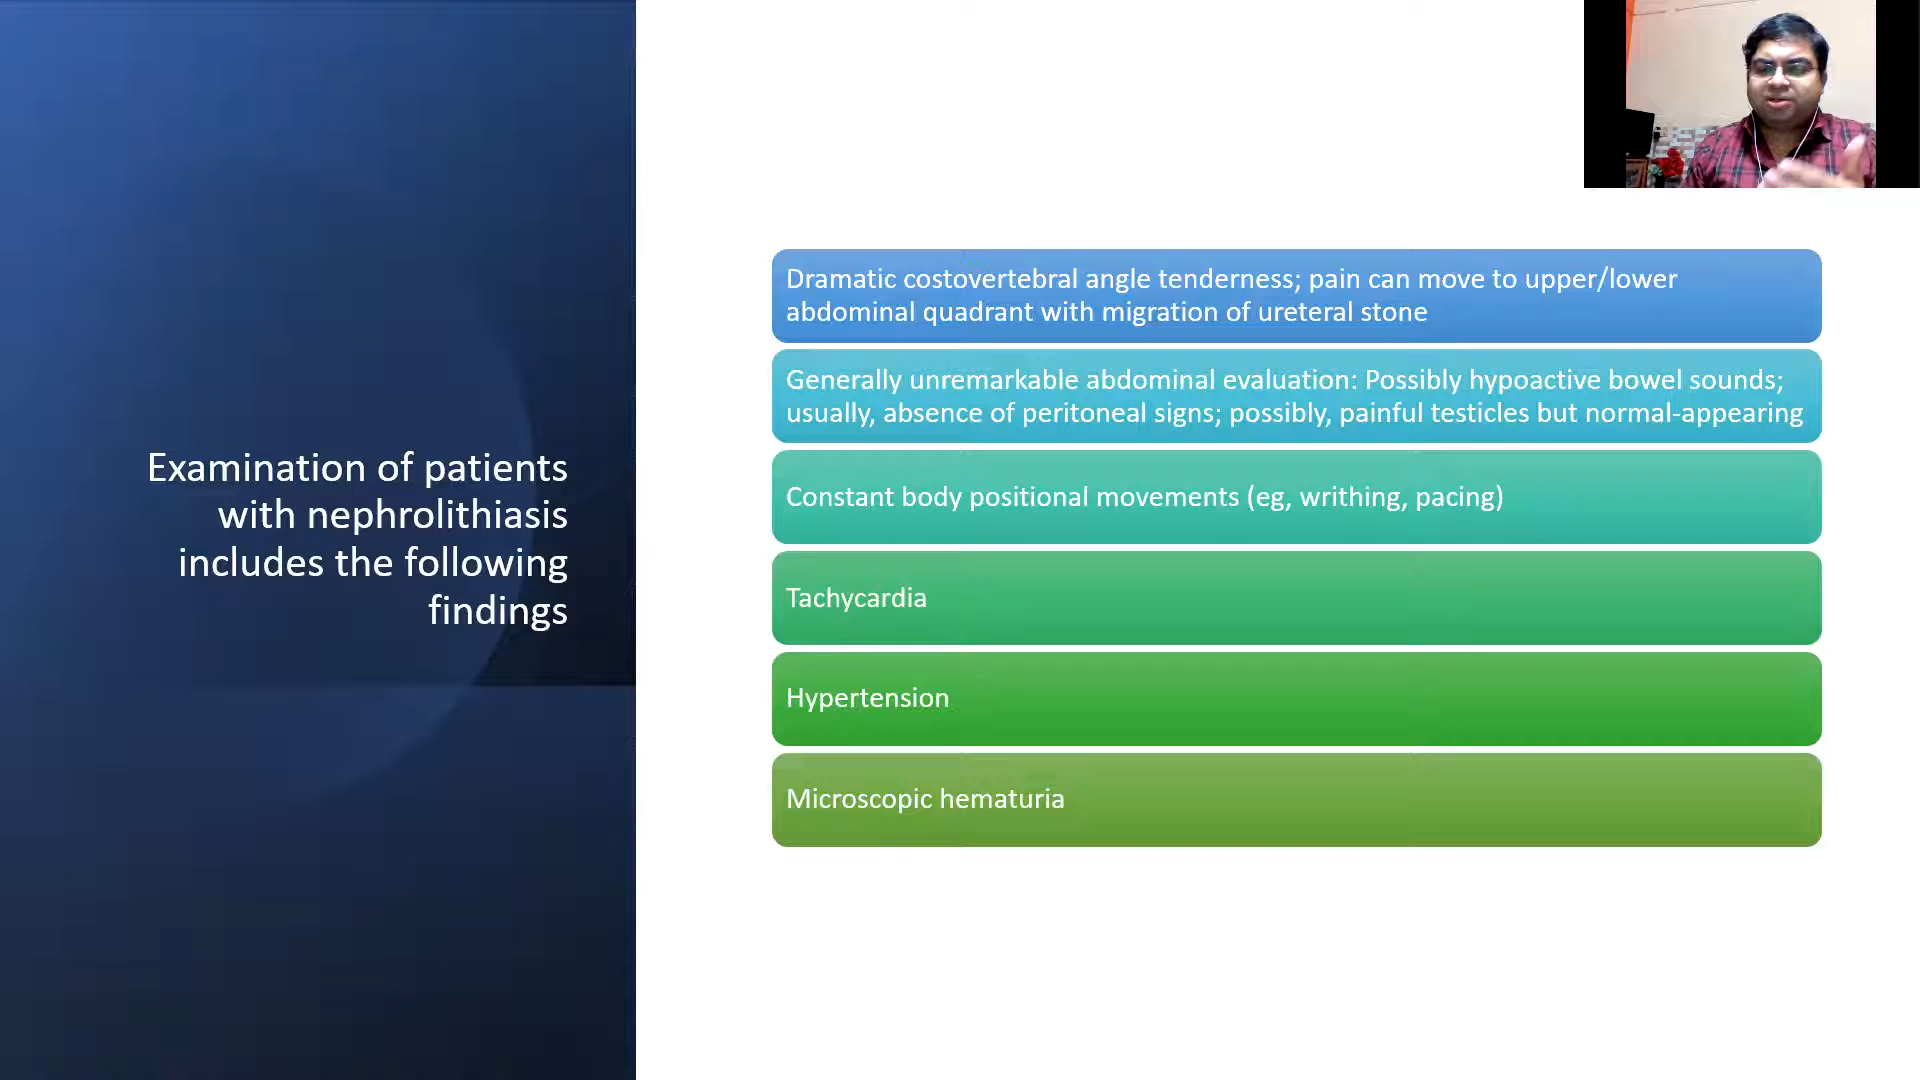 Examination of patients
with nephrolithiasis
includes the following
findings
Dramatic costovertebral angle tenderness; pain can move to upper/lower
abdominal quadrant with migration of ureteral stone
Generally unremarkable abdominal evaluation: Possibly hypoactive bowel sounds;
usually, absence of peritoneal signs; possibly, painful testicles but normal-appearing
Constant body positional movements (eg, writhing, pacing)
Tachycardia
Hypertension
Microscopic hematuria